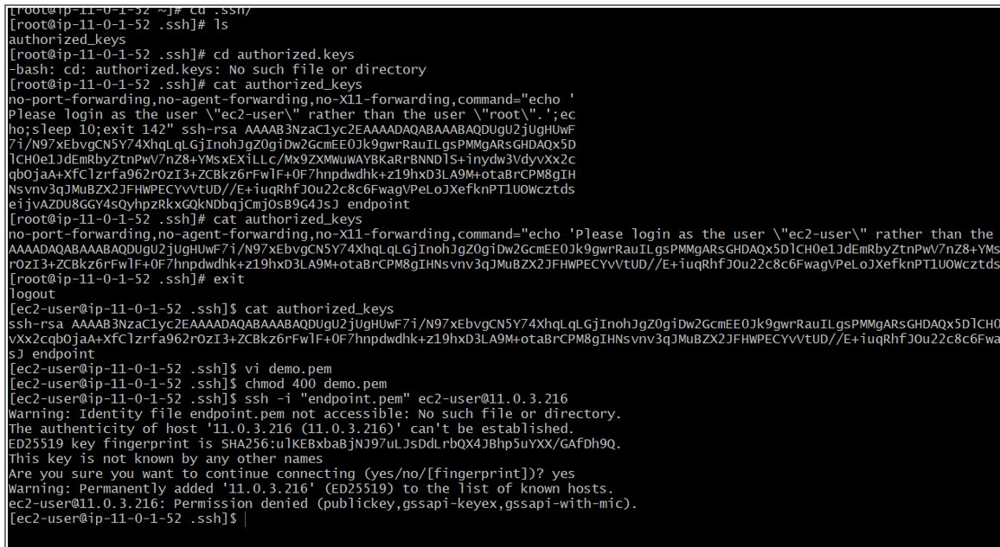 [root@ip-11-0-1-52 ~]# cd .ssh/
[root@ip-11-0-1-52 .ssh]# ls
authorized_keys
[root@ip-11-0-1-52 .ssh]# cd authorized.keys
-bash: cd: authorized.keys: No such file or directory
[root@ip-11-0-1-52 .ssh]# cat authorized_keys
no-port-forwarding,no-agent-forwarding,no-X11-forwarding,command="echo '
Please login as the user \"ec2-user\" rather than the user \"root\".';ec
ho;sleep 10;exit 142" ssh-rsa AAAAB3NzaC1yc2EAAAADAQABAAABAQDUgU2jUgHUwF
7i/N97xEbvgCN5Y74XhqLqLGjInohJgZ0giDw2GcmEE0Jk9gwrRauILgsPMMgARsGHDAQx5D
lCH0e1JdEmRbyZtnPwV7nZ8+YMsxEXiLLc/Mx9ZXMWuWAYBKaRrBNNDlS+inydw3VdyvXx2c
qbOjaA+XfClzrfa962rOzI3+ZCBkz6rFwlF+0F7hnpdwdhk+z19hxD3LA9M+otaBrCPM8gIH
Nsvnv3qJMuBZX2JFHWPECYvVtUD//E+iuqRhfJOu22c8c6FwagVPeLoJXefknPT1UOWcztds
eijvAZDU8GGY4sQyhpzRkxGQkNDbqjCmjOsB9G4JsJ endpoint
[root@ip-11-0-1-52 .ssh]# cat authorized_keys
no-port-forwarding,no-agent-forwarding,no-X11-forwarding,command="echo 'Please login as the user \"ec2-user\" rather than the
AAAADAQABAAABAQDUgU2jUgHUwF7i/N97xEbvgCN5Y74XhqLqLGjInohJgZ0giDw2GcmEE0Jk9gwrRauILgsPMMgARsGHDAQx5DlCH0e1JdEmRbyZtnPwV7nZ8+YMs
rOzI3+ZCBkz6rFwlF+0F7hnpdwdhk+z19hxD3LA9M+otaBrCPM8gIHNsvnv3qJMuBZX2JFHWPECYvVtUD//E+iuqRhfJOu22c8c6FwagVPeLoJXefknPT1UOWcztds
[root@ip-11-0-1-52 .ssh]# exit
logout
[ec2-user@ip-11-0-1-52 .ssh]$ cat authorized_keys
ssh-rsa AAAAB3NzaC1yc2EAAAADAQABAAABAQDUgU2jUgHUwF7i/N97xEbvgCN5Y74XhqLqLGjInohJgZ0giDw2GcmEE0Jk9gwrRauILgsPMMgARsGHDAQx5DlCH0
vXx2cqbOjaA+XfClzrfa962rOzI3+ZCBkz6rFwlF+0F7hnpdwdhk+z19hxD3LA9M+otaBrCPM8gIHNsvnv3qJMuBZX2JFHWPECYvVtUD//E+iuqRhfJOu22c8c6Fwa
sJ endpoint
[ec2-user@ip-11-0-1-52 .ssh]$ vi demo.pem
[ec2-user@ip-11-0-1-52 .ssh]$ chmod 400 demo.pem
[ec2-user@ip-11-0-1-52 .ssh]$ ssh -i "endpoint.pem" ec2-user@11.0.3.216
Warning: Identity file endpoint.pem not accessible: No such file or directory.
The authenticity of host '11.0.3.216 (11.0.3.216)' can't be established.
ED25519 key fingerprint is SHA256:ulKEBxbaBjNJ97uLJsDdLrbQX4JBhp5uYXX/GAfDh9Q.
This key is not known by any other names
Are you sure you want to continue connecting (yes/no/[fingerprint])? yes
Warning: Permanently added '11.0.3.216' (ED25519) to the list of known hosts.
ec2-user@11.0.3.216: Permission denied (publickey,gssapi-keyex,gssapi-with-mic).
[ec2-user@ip-11-0-1-52 .ssh]$